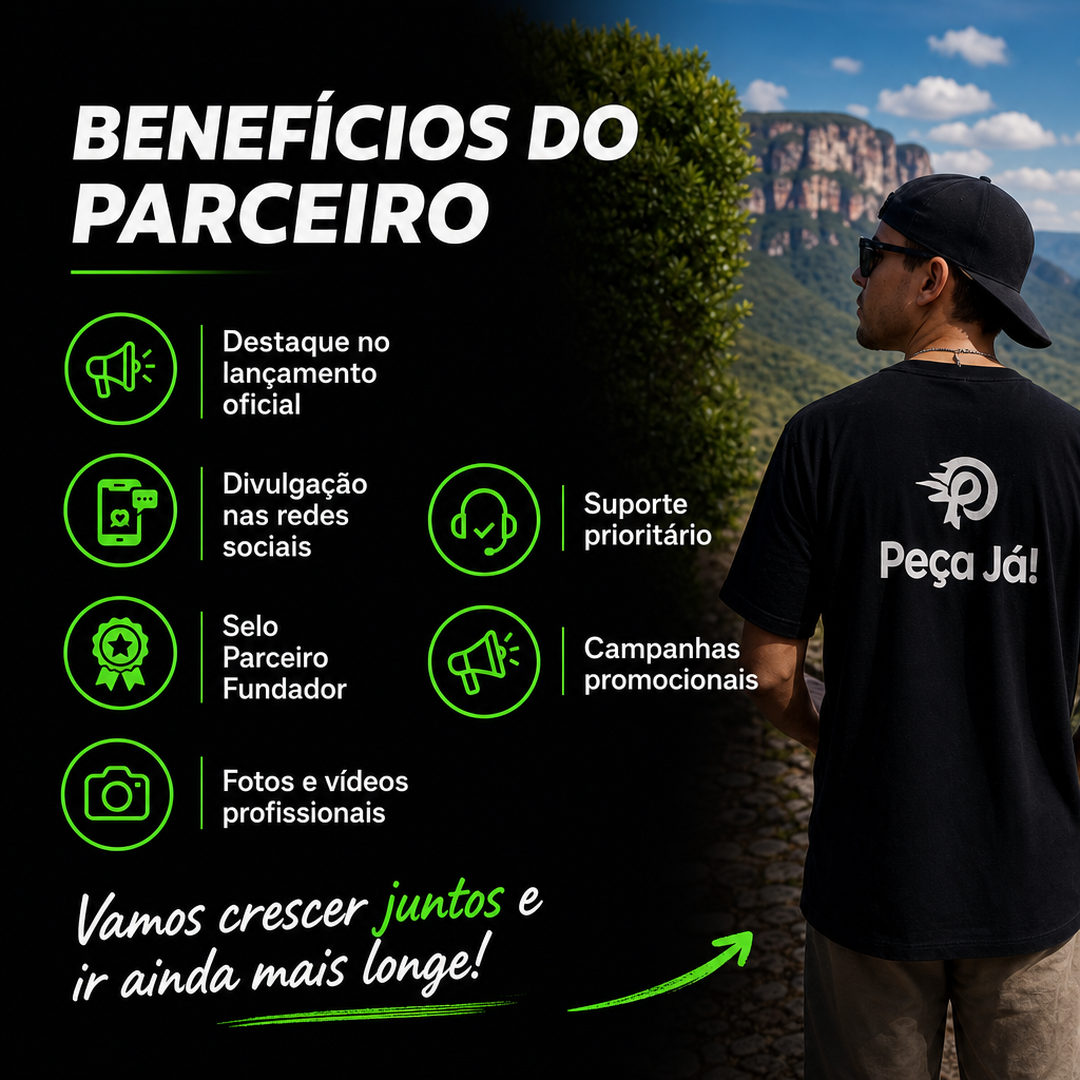 BENEFÍCIOS DO
PARCEIRO
Destaque no
lançamento
oficial
Divulgação
nas redes
sociais
Selo
Parceiro
Fundador
Fotos e vídeos
profissionais
Suporte
prioritário
Campanhas
promocionais
Vamos crescer juntos e
ir ainda mais longe!
Peça Já!